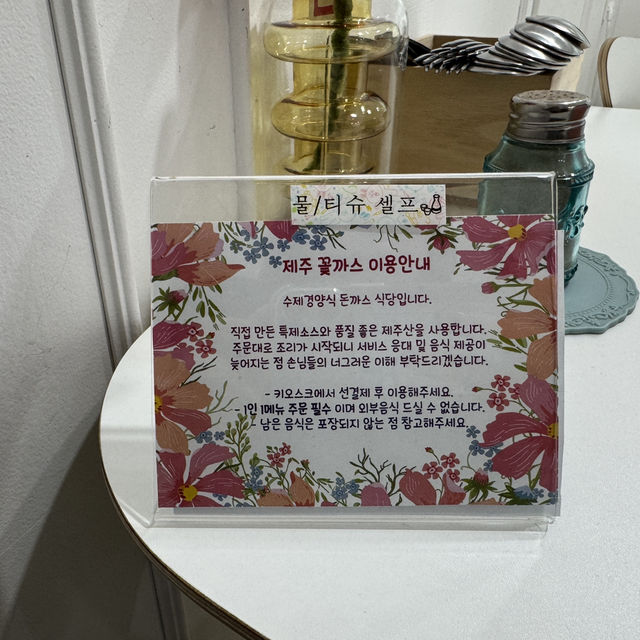 물/티슈 셀프
제주 꽃까스 이용안내
수제경양식 돈까스 식당입니다.
직접 만든 특제소스와 품질 좋은 제주산을 사용합니다.
주문대로 조리가 시작되니 서비스 응대 및 음식 제공이
늦어지는 점 손님들의 너그러운 이해 부탁드리겠습니다.
- 키오스크에서 선결제 후 이용해주세요.
- 1인 1메뉴 주문 필수 이며 외부음식 드실 수 없습니다.
남은 음식은 포장되지 않는 점 참고해주세요.